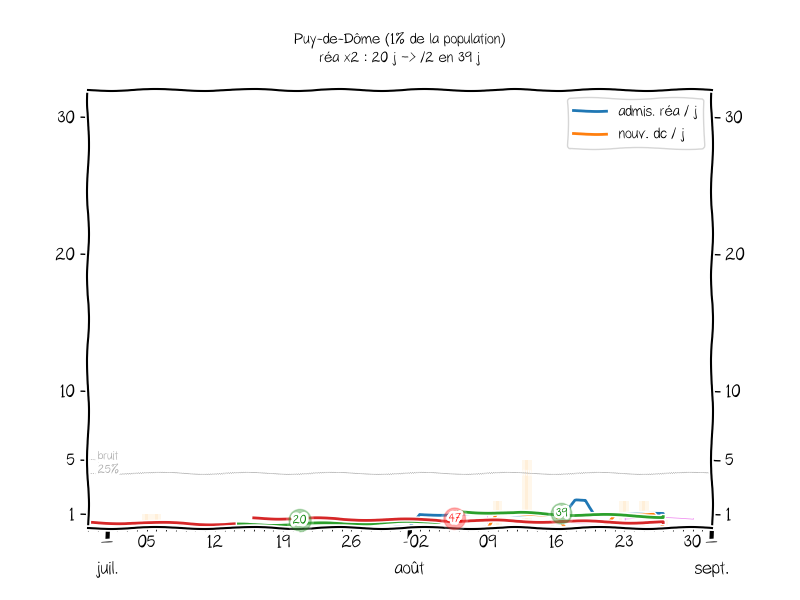 Puy-de-Dôme (1% de la population)
réa x2 : 20 j -> /2 en 39 j
admis. réa / j
nouv. dc / j
30 30
20 20
10 10
bruit
5 5
25%
1 1
20 47 39
05 12 19 26 02 09 16 23 30
juil. août sept.